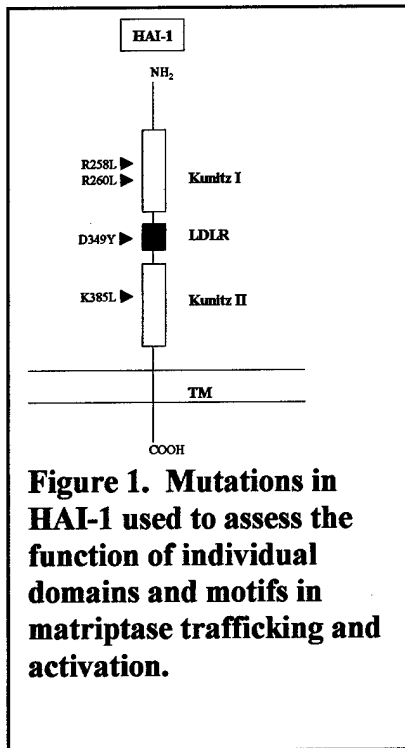 HAI-1
NH2
R258L
R260L
Kunitz I
D349Y
LDLR
K385L
Kunitz II
TM
COOH
Figure 1. Mutations in
HAI-1 used to assess the
function of individual
domains and motifs in
matriptase trafficking and
activation.